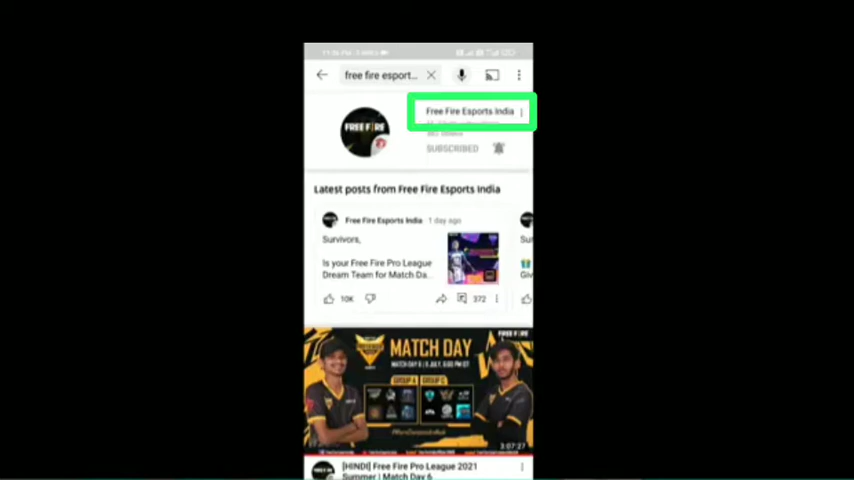 free fire esport...
Free Fire Esports India
FREE FIRE
SUBSCRIBED
Latest posts from Free Fire Esports India
Free Fire Esports India 1 day ago
Survivors,
Sur
Is your Free Fire Pro League
Dream Team for Match Da...
Giv
10K
372
FREE FIRE
MATCH DAY
GROUP A
GROUP C
3:07:27
[HINDI] Free Fire Pro League 2021
Summer | Match Day 6